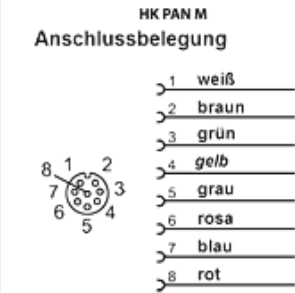 HK PAN M
Anschlussbelegung
1 weiß
2 braun
3 grün
4 gelb
5 grau
6 rosa
7 blau
8 rot
8 1 2
7 3
6 4
5